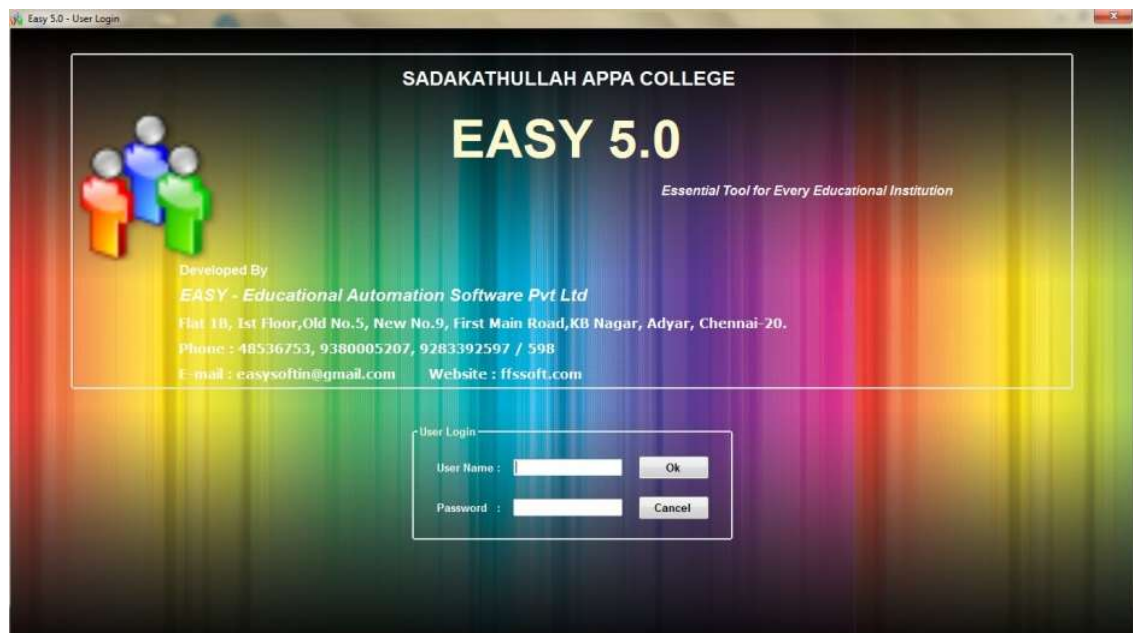 Easy 5.0 - User Login
SADAKATHULLAH APPA COLLEGE
EASY 5.0
Essential Tool for Every Educational Institution
Developed By
EASY - Educational Automation Software Pvt Ltd
Flat 1B, Ist Floor,Old No.5, New No.9, First Main Road,KB Nagar, Adyar, Chennai-20.
Phone : 48536753, 9380005207, 9283392597 / 598
E-mail : easysoftin@gmail.com Website : ffssoft.com
User Login
User Name : Ok
Password : Cancel